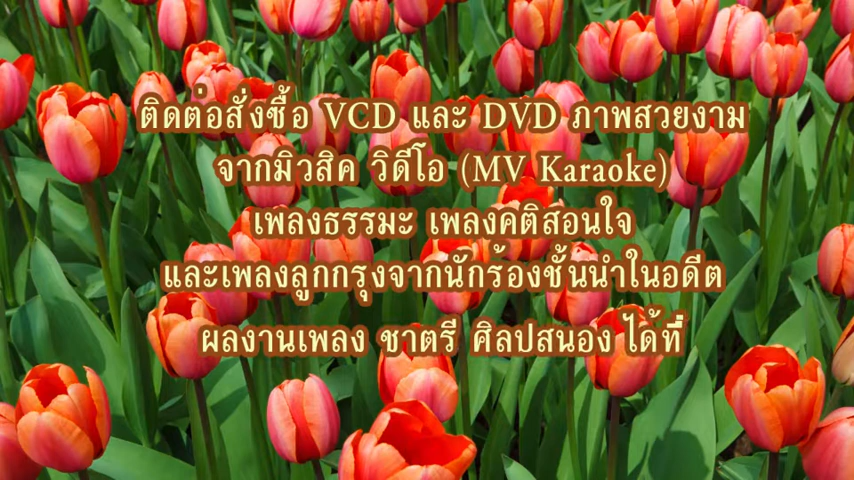 ติดต่อสั่งซื้อ VCD และ DVD ภาพสวยงาม
จากมิวสิค วิดีโอ (MV Karaoke)
เพลงธรรมะ เพลงคติสอนใจ
และเพลงลูกกรุงจากนักร้องชั้นนำในอดีต
ผลงานเพลง ชาตรี ศิลปสนอง ได้ที่